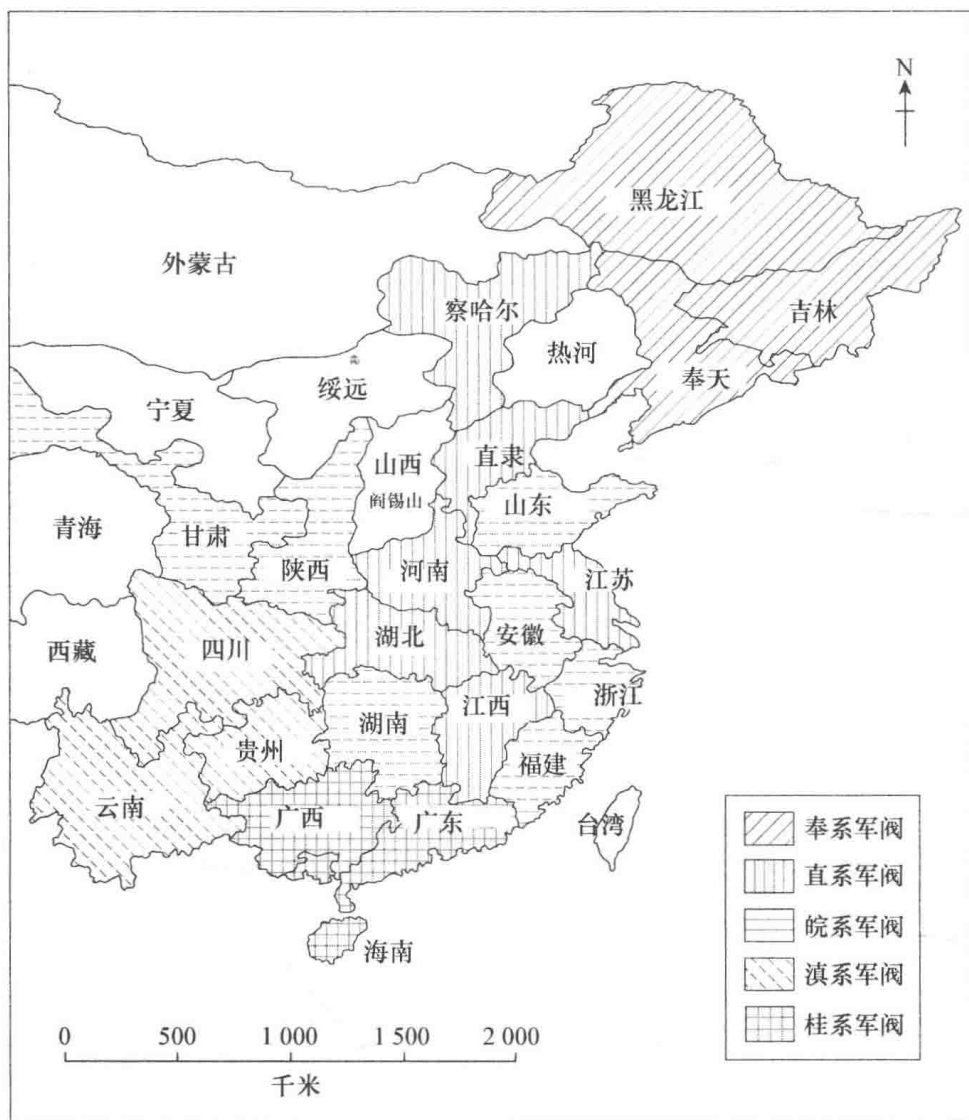 N
黑龙江
外蒙古
察哈尔
吉林
热河
奉天
绥远
宁夏
直隶
山西
阎锡山
山东
青海
甘肃
陕西
河南
江苏
安徽
湖北
四川
西藏
浙江
江西
湖南
贵州
福建
云南
广西
广东
台湾
海南
奉系军阀
直系军阀
皖系军阀
滇系军阀
桂系军阀
0 500 1 000 1 500 2 000
千米